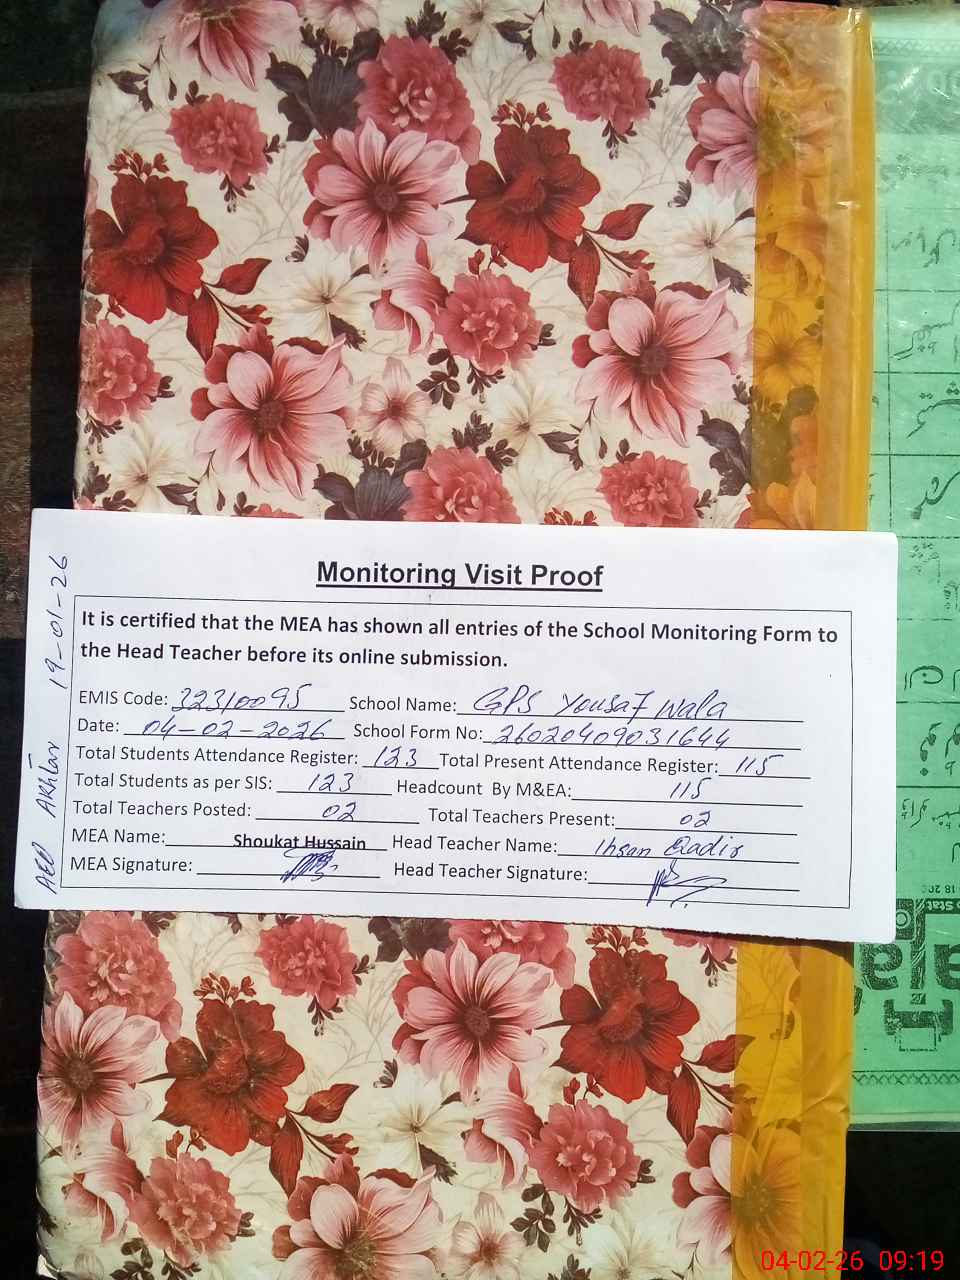 Monitoring Visit Proof
It is certified that the MEA has shown all entries of the School Monitoring Form to
the Head Teacher before its online submission.
EMIS Code: 32310095 School Name: GPS Yousaf Wala
Date: 04-02-2026 School Form No: 26020409031644
Total Students Attendance Register: 123 Total Present Attendance Register: 115
Total Students as per SIS: 123 Headcount By M&EA: 115
Total Teachers Posted: 02 Total Teachers Present: 02
MEA Name: Shoukat Hussain Head Teacher Name: Ihsan Qadir
MEA Signature: Head Teacher Signature:
AEO Akhtar 19-01-26
04-02-26 09:19